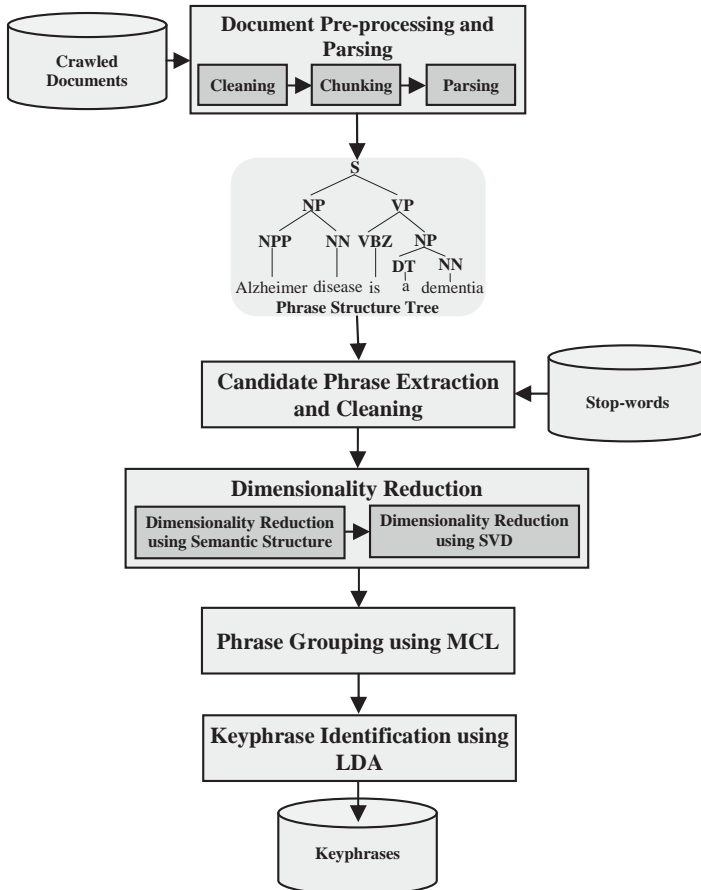 Document Pre-processing and
Parsing
Crawled
Documents
Cleaning
Chunking
Parsing
S
NP
VP
NPP
NN
VBZ
NP
DT
NN
Alzheimer
disease
is
a
dementia
Phrase Structure Tree
Candidate Phrase Extraction
and Cleaning
Stop-words
Dimensionality Reduction
Dimensionality Reduction
using Semantic Structure
Dimensionality Reduction
using SVD
Phrase Grouping using MCL
Keyphrase Identification using
LDA
Keyphrases